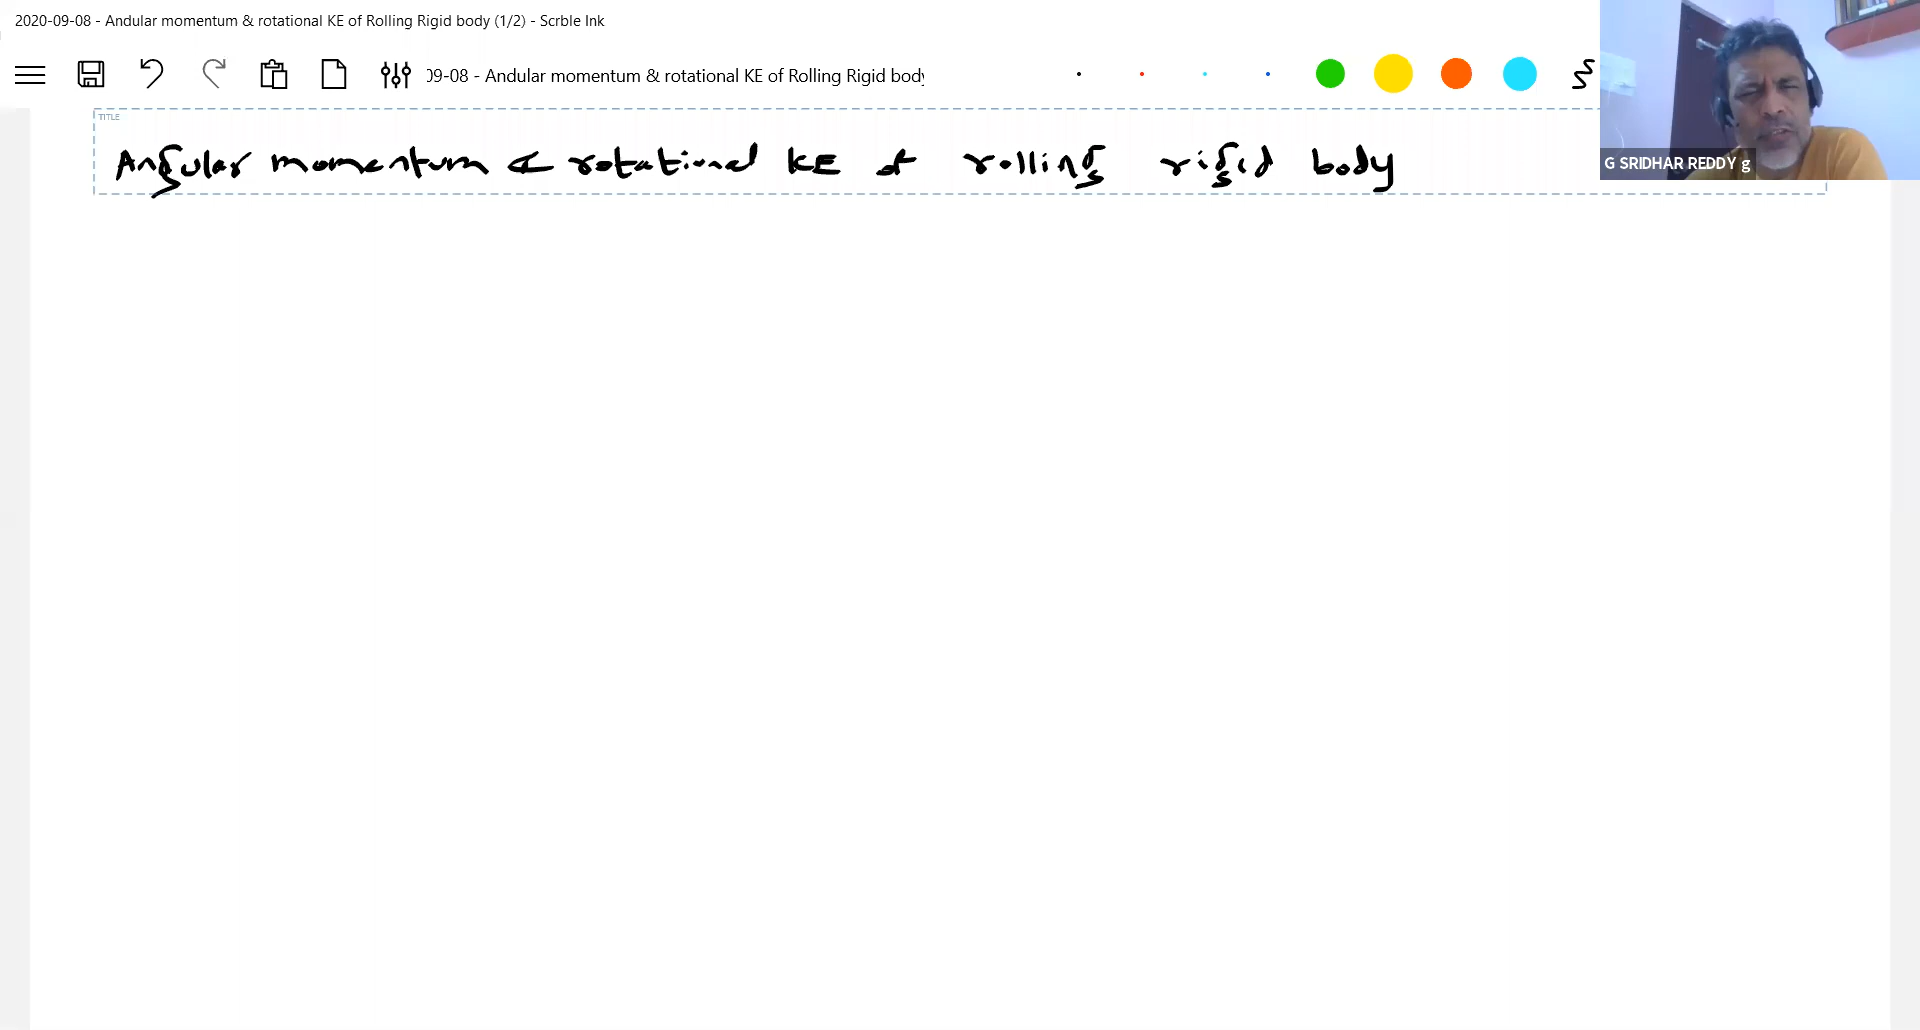 2020-09-08 - Andular momentum & rotational KE of Rolling Rigid body (1/2) - Scrble Ink
09-08 - Andular momentum & rotational KE of Rolling Rigid body
TITLE
Angular momentum & rotational KE of rolling rigid body
G SRIDHAR REDDY g